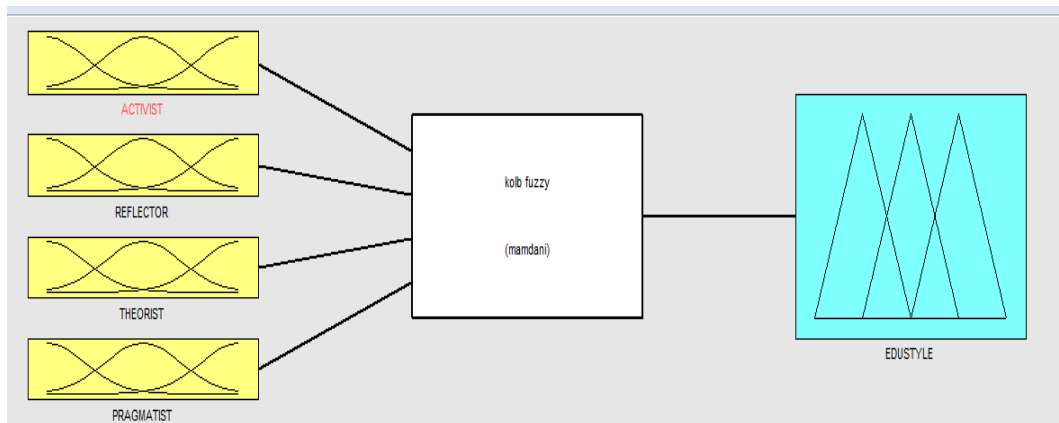 ACTIVIST
REFLECTOR
THEORIST
PRAGMATIST
kolb fuzzy
(mamdani)
EDUSTYLE